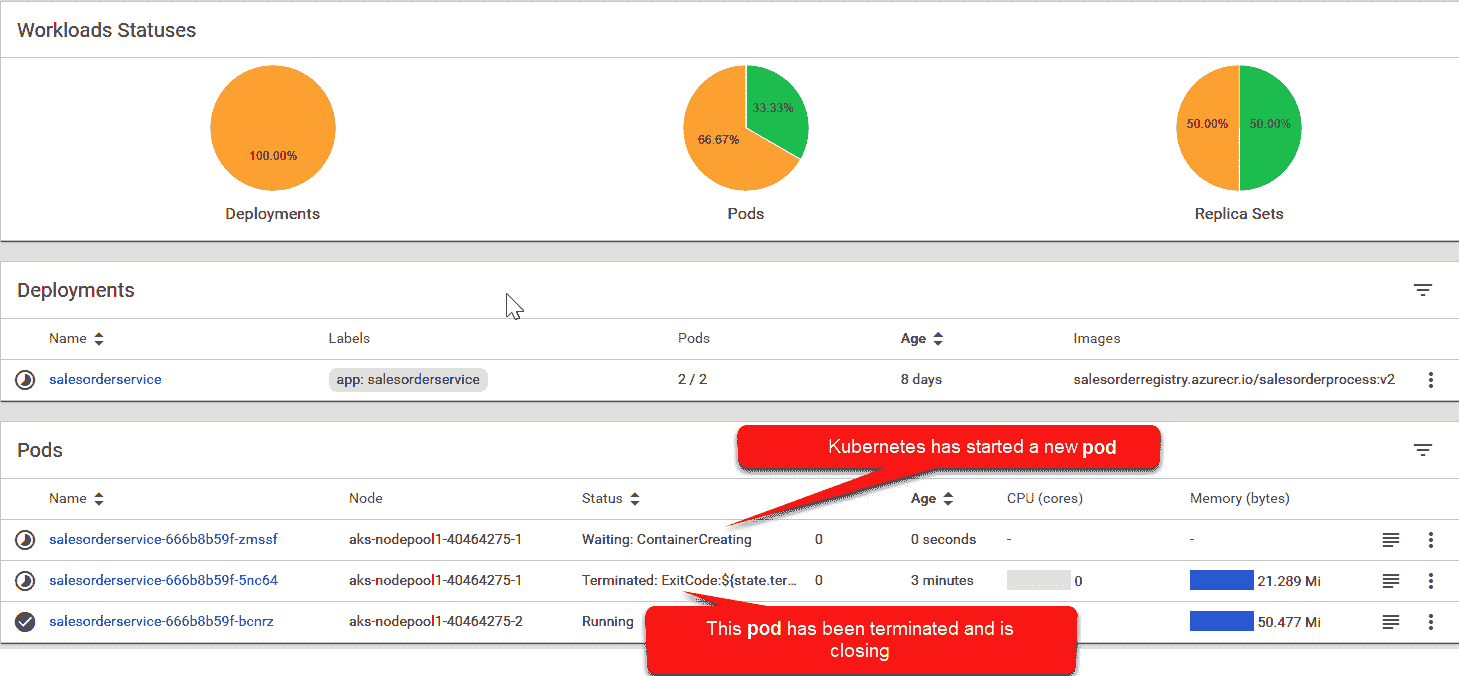 Workloads Statuses
100.00%
66.67%
33.33%
50.00%
50.00%
Deployments
Pods
Replica Sets
Deployments
Name Labels Pods Age Images
salesorderservice app: salesorderservice 2 / 2 8 days salesorderregistry.azurecr.io/salesorderprocess:v2
Pods
Kubernetes has started a new pod
Name Node Status Age CPU (cores) Memory (bytes)
salesorderservice-666b8b59f-zmssf aks-nodepool1-40464275-1 Waiting: ContainerCreating 0 0 seconds - -
salesorderservice-666b8b59f-5nc64 aks-nodepool1-40464275-1 Terminated: ExitCode:${state.ter... 0 3 minutes 0 21.289 Mi
salesorderservice-666b8b59f-bcnrz aks-nodepool1-40464275-2 Running 50.477 Mi
This pod has been terminated and is
closing